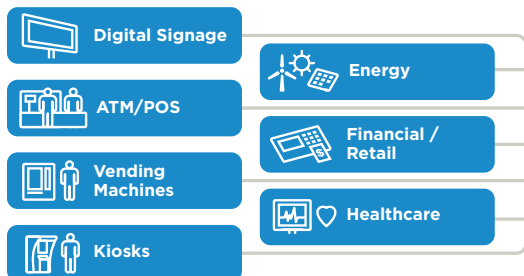 Digital Signage
Energy
ATM/POS
Financial /
Retail
Vending
Machines
Healthcare
Kiosks